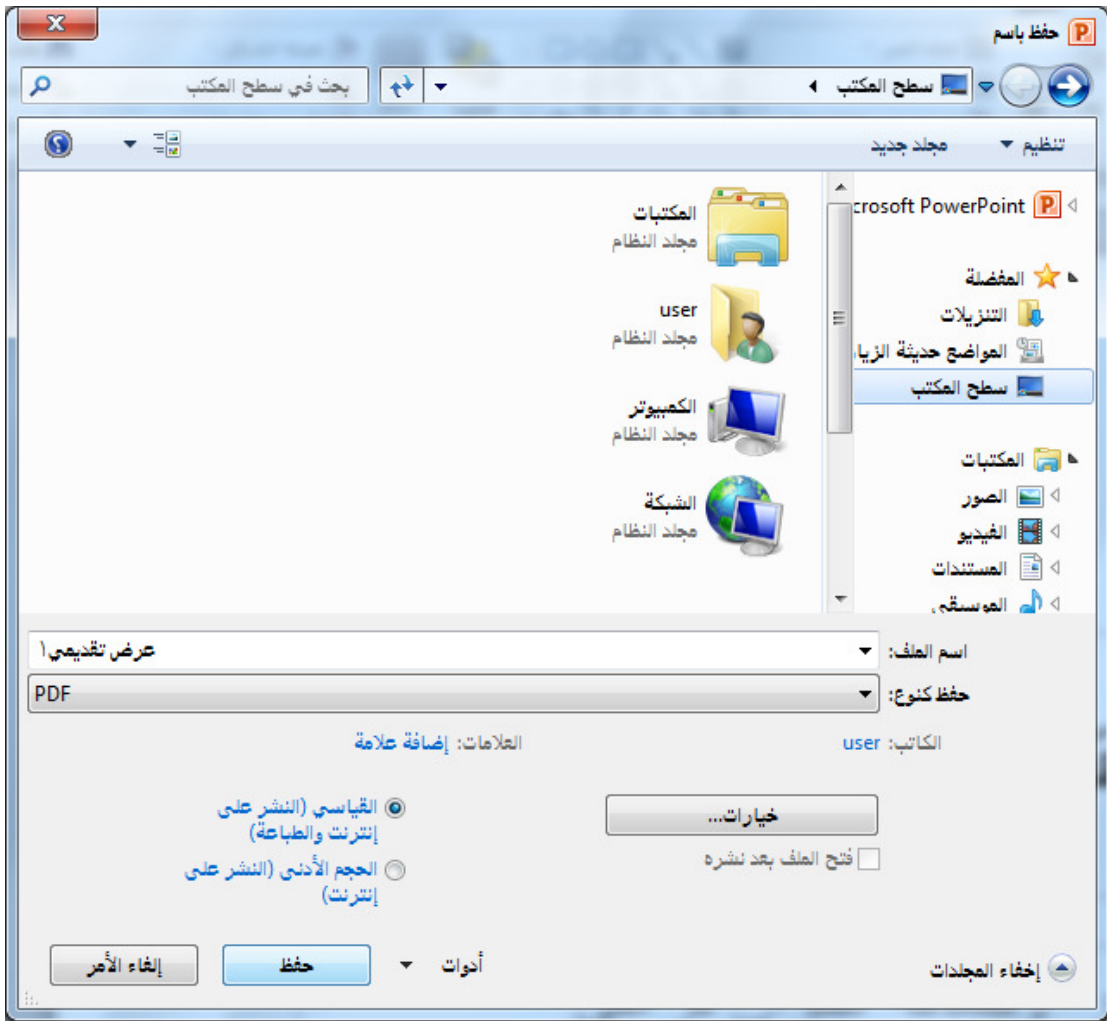 حفظ باسم
سطح المكتب
بحث في سطح المكتب
تنظيم
مجلد جديد
crosoft PowerPoint
المفضلة
التنزيلات
المواضع حديثة الزيا
سطح المكتب
المكتبات
الصور
الفيديو
المستندات
الموسيقى
المكتبات
مجلد النظام
user
مجلد النظام
الكمبيوتر
مجلد النظام
الشبكة
مجلد النظام
اسم الملف: عرض تقديمي١
حفظ كنوع: PDF
الكاتب: user العلامات: إضافة علامة
خيارات...
فتح الملف بعد نشره
القياسي (النشر على
إنترنت والطباعة)
الحجم الأدنى (النشر على
إنترنت)
إخفاء المجلدات
أدوات
حفظ
إلغاء الأمر